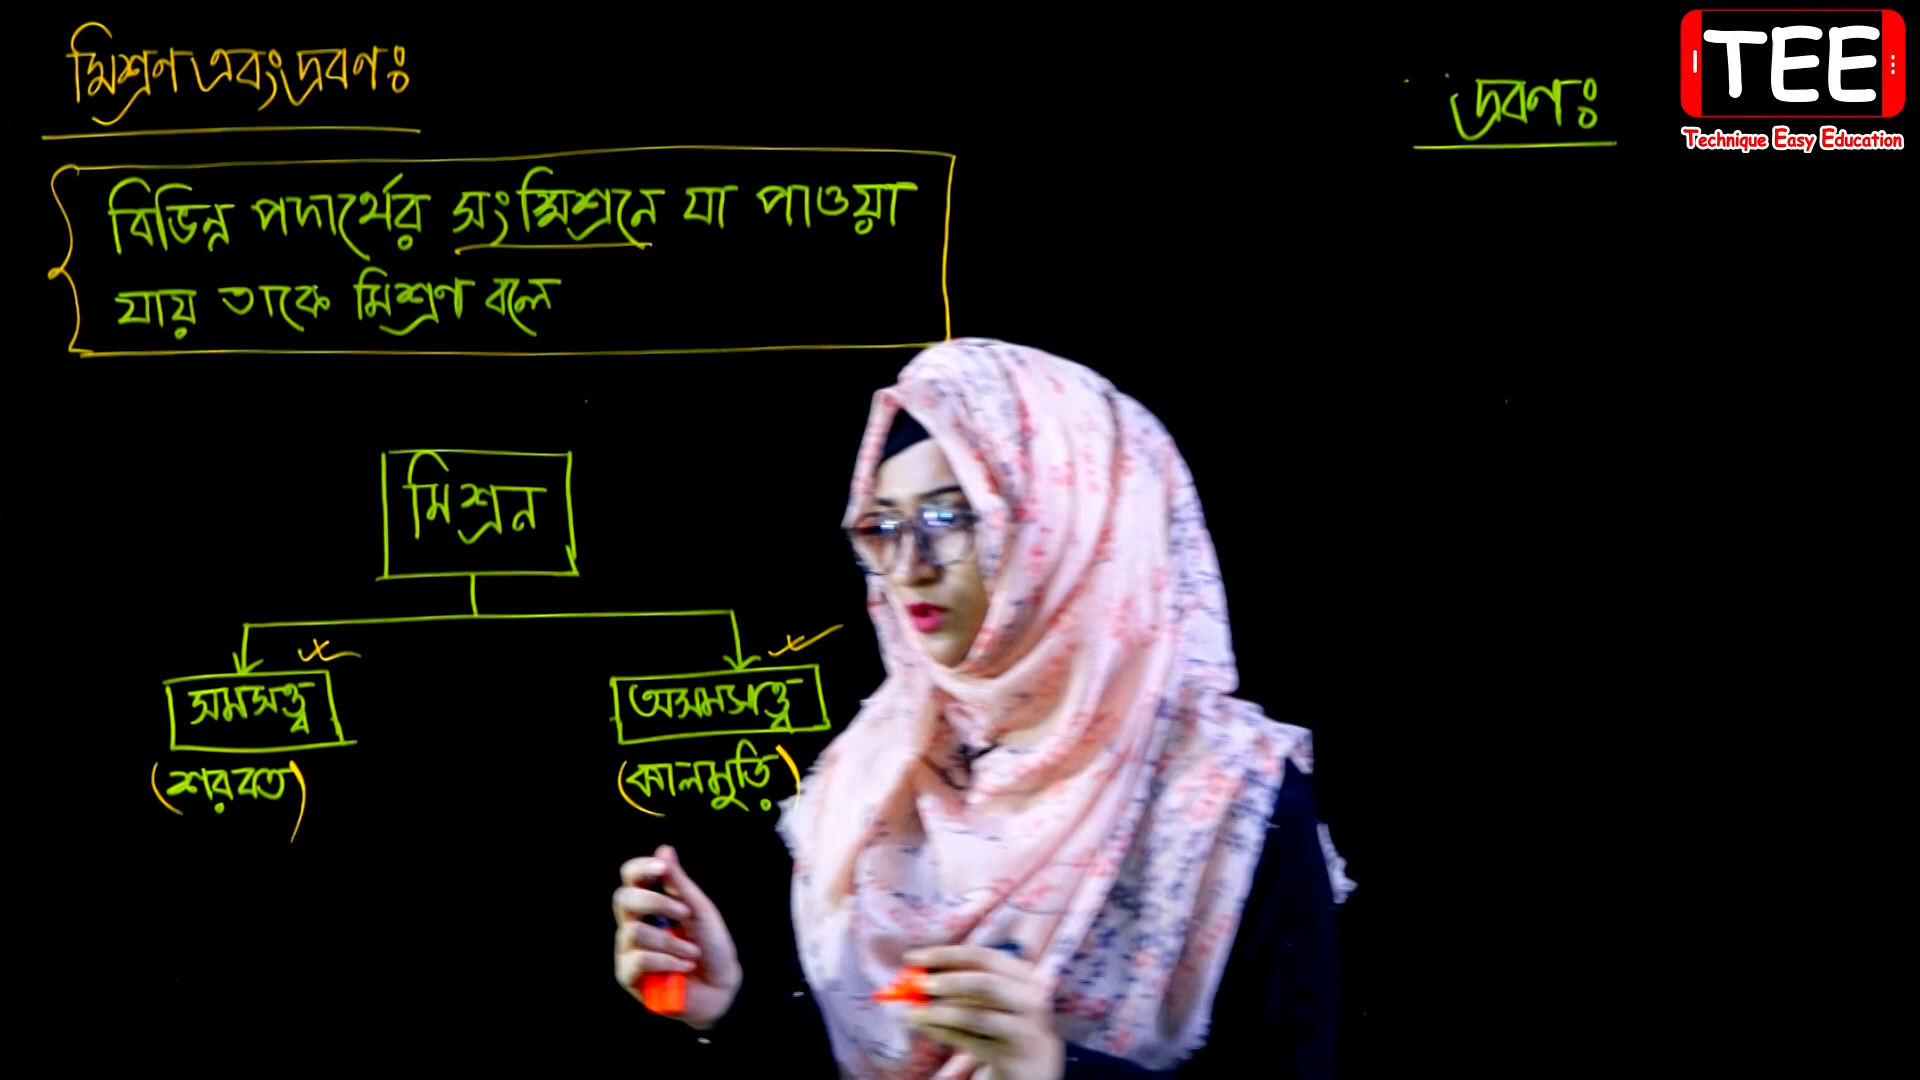 মিশ্রণ এবং দ্রবণঃ
বিভিন্ন পদার্থের সংমিশ্রনে যা পাওয়া
যায় তাকে মিশ্রণ বলে
মিশ্রন
সমসত্ত্ব
(শরবত)
অসমসত্ত্ব
(ঝালমুড়ি)
দ্রবণঃ
TEE
Technique Easy Education